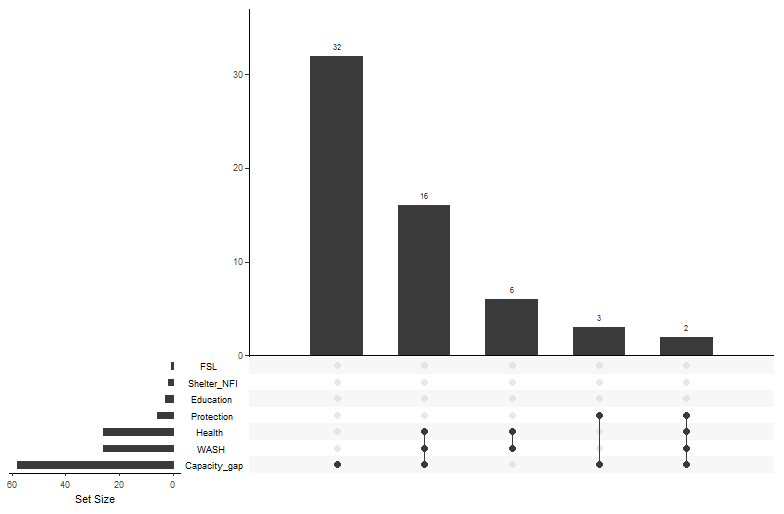 32
30
20
16
10
6
3
2
0
FSL
Shelter_NFI
Education
Protection
Health
WASH
Capacity_gap
60 40 20 0
Set Size